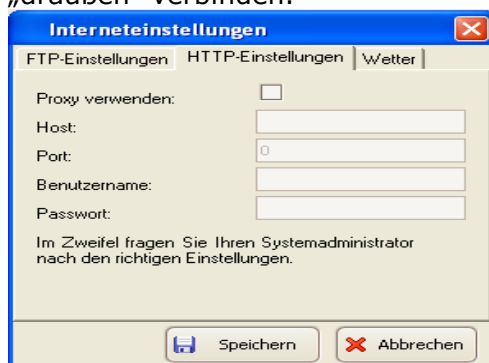 „draußen“ verbinden.
Interneteinstellungen
FTP-Einstellungen HTTP-Einstellungen Wetter
Proxy verwenden:
Host:
Port: 0
Benutzername:
Passwort:
Im Zweifel fragen Sie Ihren Systemadministrator
nach den richtigen Einstellungen.
Speichern Abbrechen